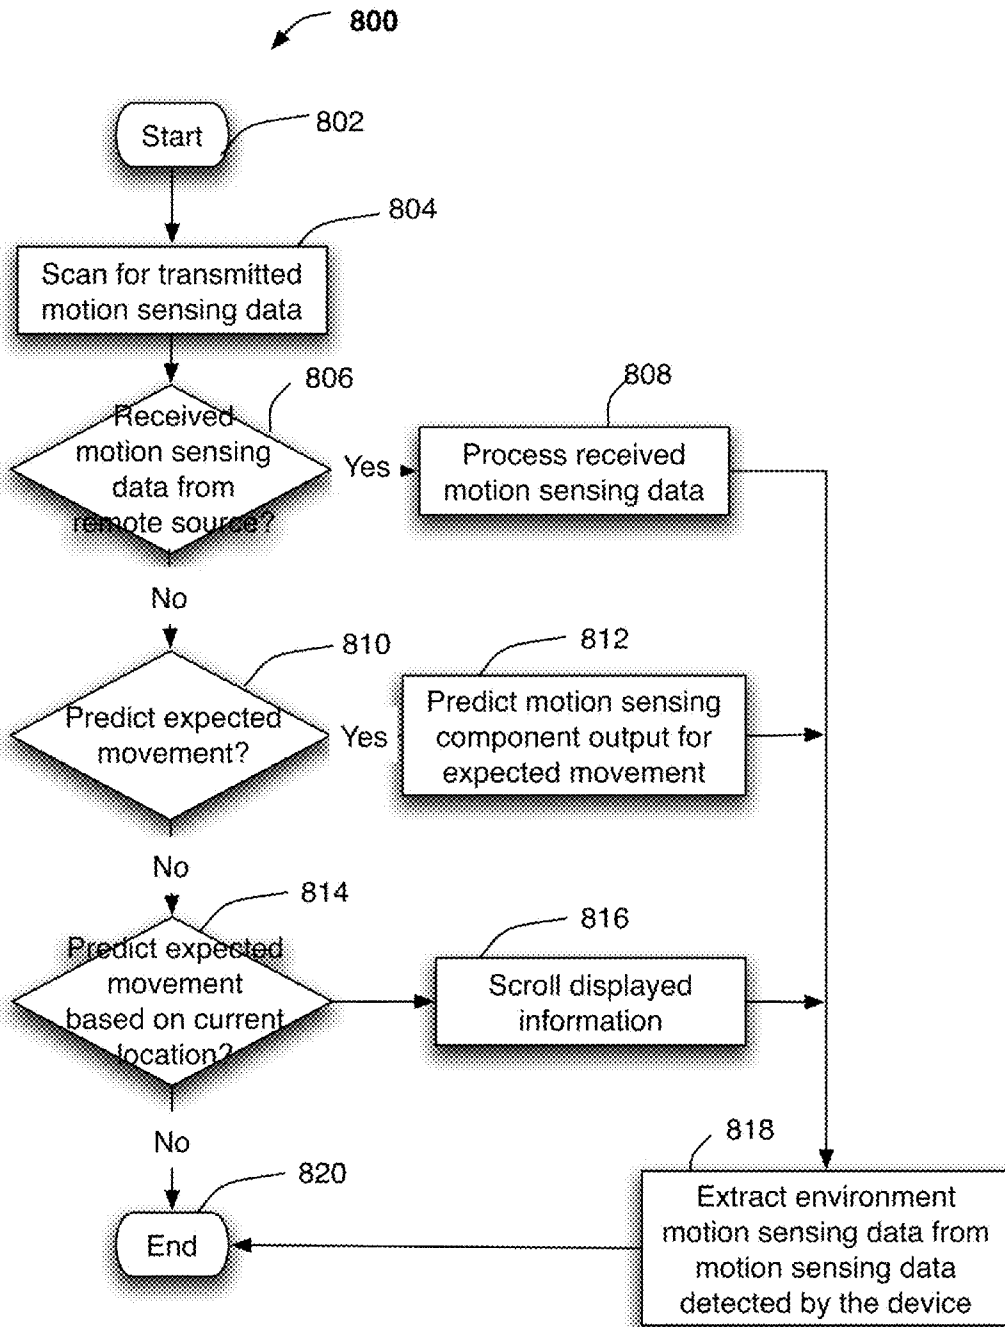 800
Start
802
804
Scan for transmitted
motion sensing data
806
Received
motion sensing
data from
remote source?
Yes
808
Process received
motion sensing data
No
810
Predict expected
movement?
Yes
812
Predict motion sensing
component output for
expected movement
No
814
Predict expected
movement
based on current
location?
816
Scroll displayed
information
No
818
Extract environment
motion sensing data from
motion sensing data
detected by the device
820
End